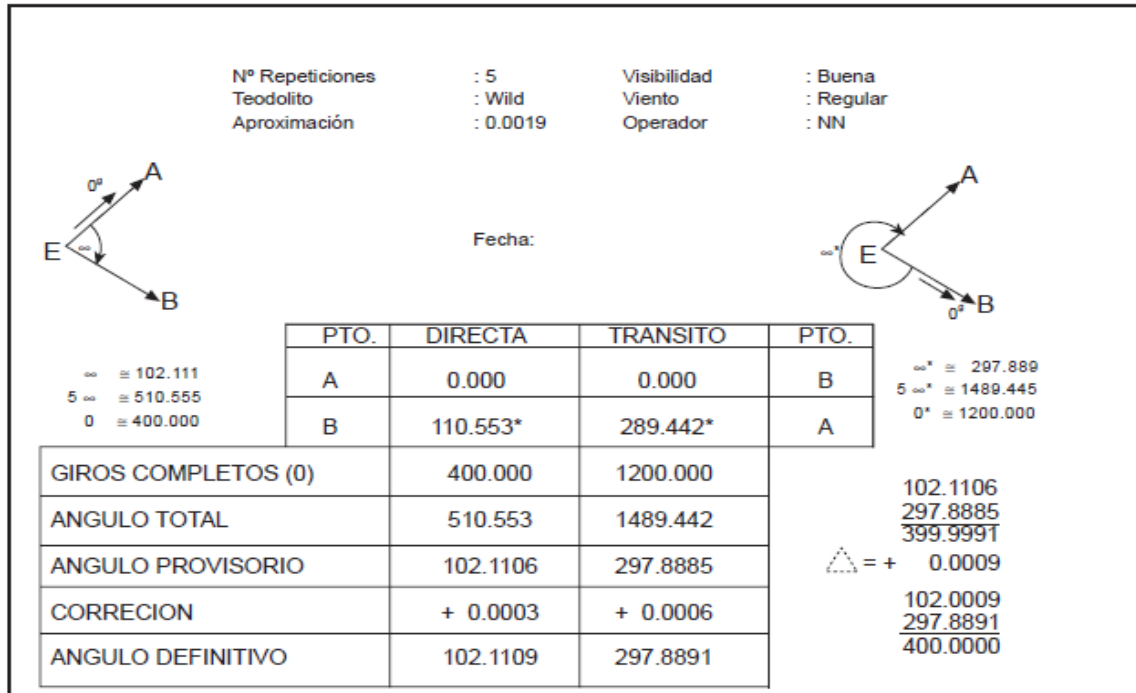 Nº Repeticiones : 5 Visibilidad : Buena
Teodolito : Wild Viento : Regular
Aproximación : 0.0019 Operador : NN
A
0ᵍ
E ∞
B
Fecha:
A
∞* E
B
0ᵍ
∞ ≅ 102.111
5 ∞ ≅ 510.555
0 ≅ 400.000
PTO. DIRECTA TRANSITO PTO.
A 0.000 0.000 B
B 110.553* 289.442* A
∞* ≅ 297.889
5 ∞* ≅ 1489.445
0* ≅ 1200.000
GIROS COMPLETOS (0) 400.000 1200.000
ANGULO TOTAL 510.553 1489.442
ANGULO PROVISORIO 102.1106 297.8885
CORRECION + 0.0003 + 0.0006
ANGULO DEFINITIVO 102.1109 297.8891
102.1106
297.8885
399.9991
= + 0.0009
102.0009
297.8891
400.0000